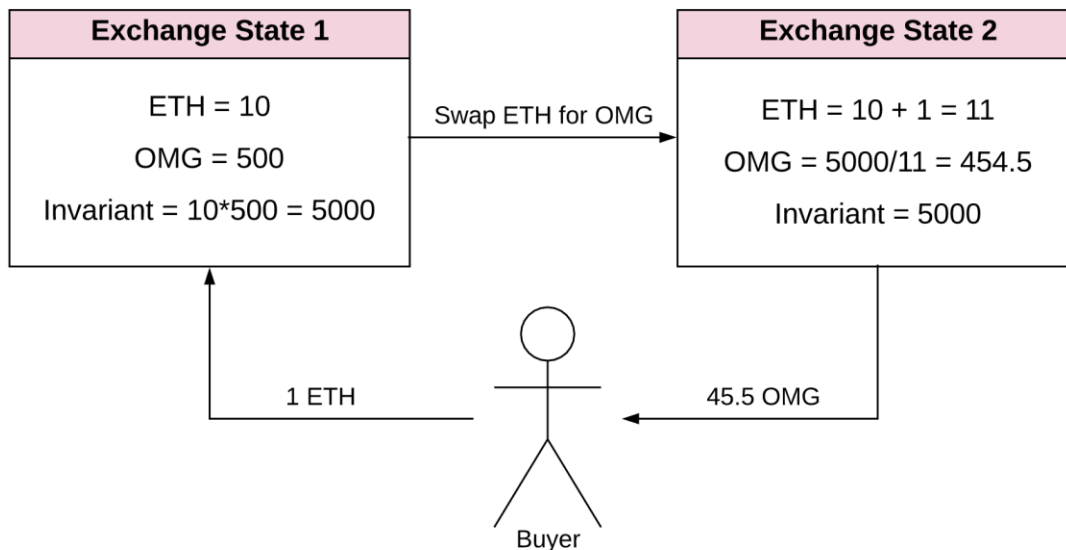 Exchange State 1
ETH = 10
OMG = 500
Invariant = 10*500 = 5000
Swap ETH for OMG
Exchange State 2
ETH = 10 + 1 = 11
OMG = 5000/11 = 454.5
Invariant = 5000
1 ETH
45.5 OMG
Buyer